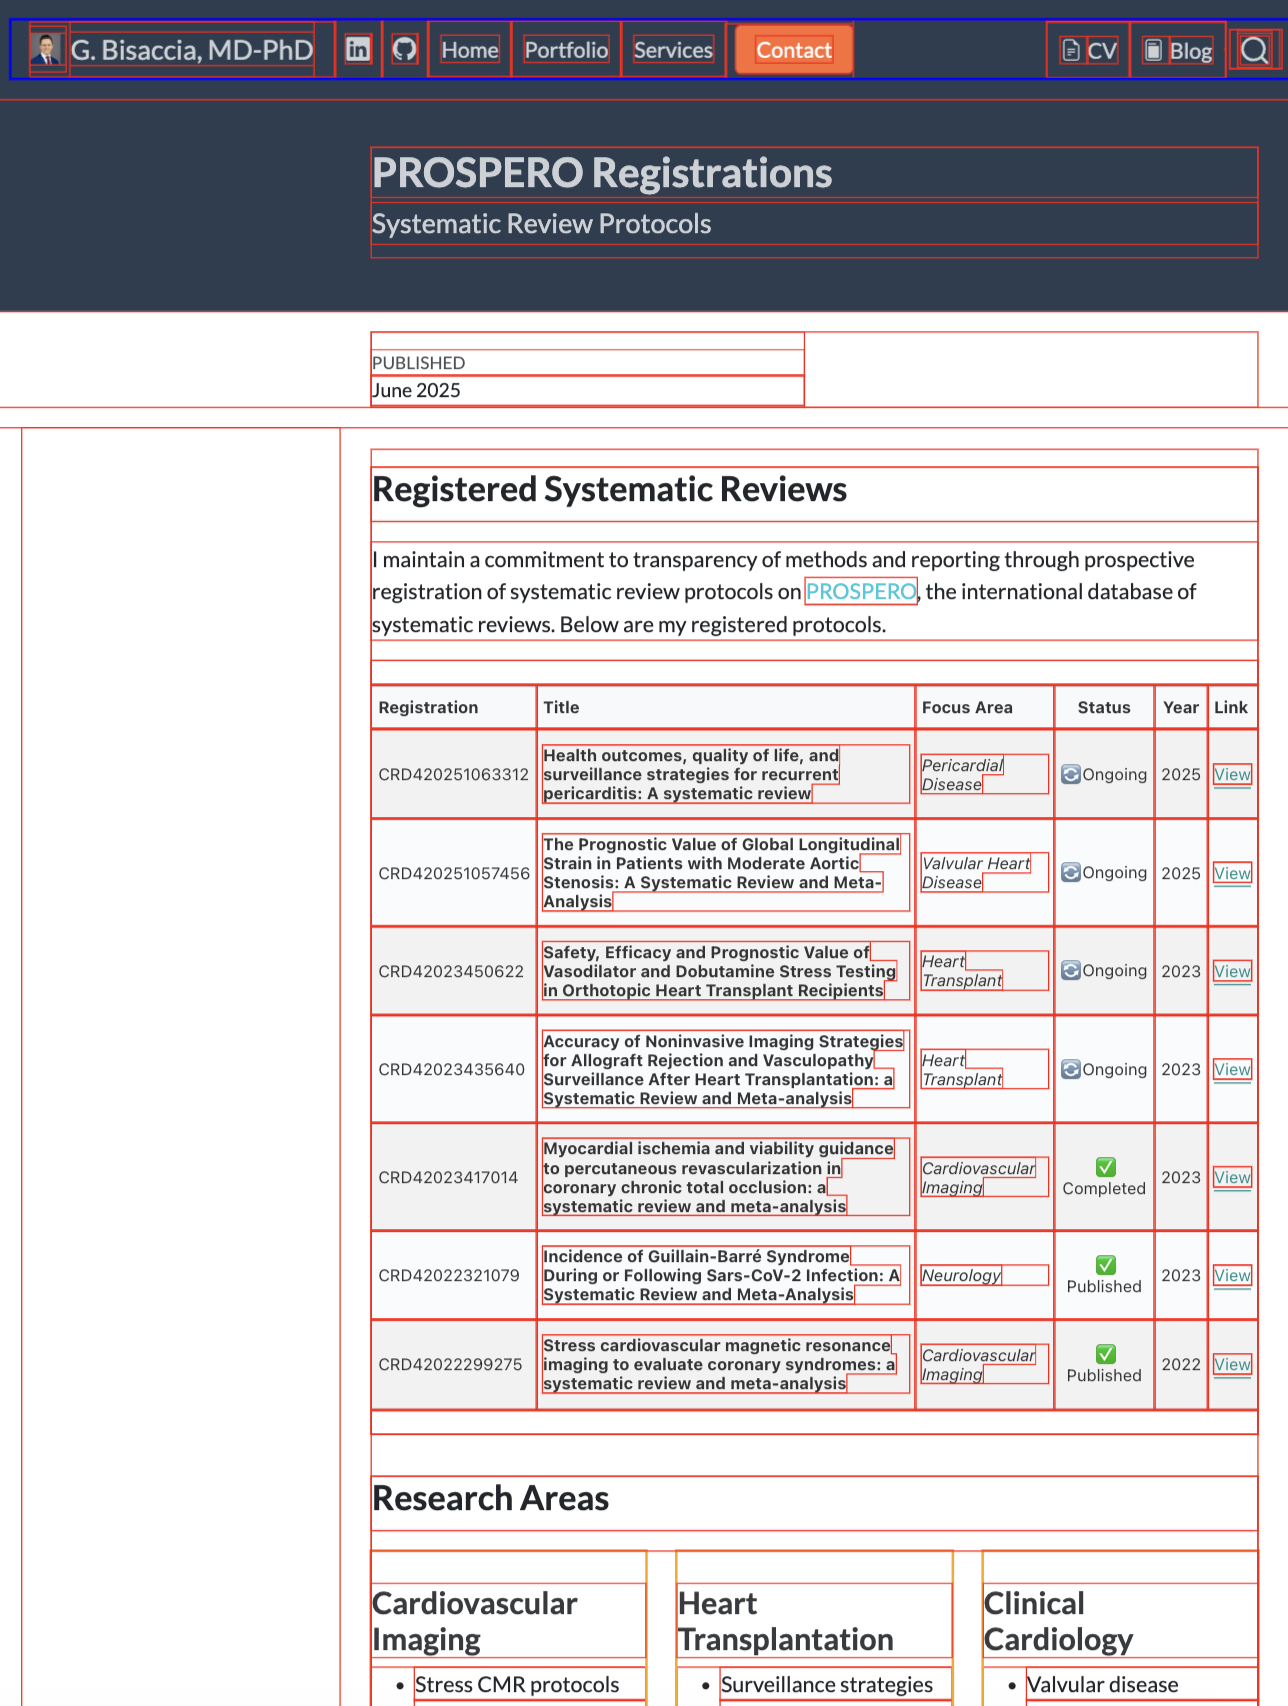 G. Bisaccia, MD-PhD Home Portfolio Services Contact CV Blog
PROSPERO Registrations
Systematic Review Protocols
PUBLISHED
June 2025
Registered Systematic Reviews
I maintain a commitment to transparency of methods and reporting through prospective
registration of systematic review protocols on PROSPERO, the international database of
systematic reviews. Below are my registered protocols.
Registration Title Focus Area Status Year Link
CRD420251063312
Health outcomes, quality of life, and
surveillance strategies for recurrent
pericarditis: A systematic review
Pericardial
Disease
Ongoing
2025
View
CRD420251057456
The Prognostic Value of Global Longitudinal
Strain in Patients with Moderate Aortic
Stenosis: A Systematic Review and Meta-
Analysis
Valvular Heart
Disease
Ongoing
2025
View
CRD42023450622
Safety, Efficacy and Prognostic Value of
Vasodilator and Dobutamine Stress Testing
in Orthotopic Heart Transplant Recipients
Heart
Transplant
Ongoing
2023
View
CRD42023435640
Accuracy of Noninvasive Imaging Strategies
for Allograft Rejection and Vasculopathy
Surveillance After Heart Transplantation: a
Systematic Review and Meta-analysis
Heart
Transplant
Ongoing
2023
View
CRD42023417014
Myocardial ischemia and viability guidance
to percutaneous revascularization in
coronary chronic total occlusion: a
systematic review and meta-analysis
Cardiovascular
Imaging
Completed
2023
View
CRD42022321079
Incidence of Guillain-Barré Syndrome
During or Following Sars-CoV-2 Infection: A
Systematic Review and Meta-Analysis
Neurology
Published
2023
View
CRD42022299275
Stress cardiovascular magnetic resonance
imaging to evaluate coronary syndromes: a
systematic review and meta-analysis
Cardiovascular
Imaging
Published
2022
View
Research Areas
Cardiovascular
Imaging
• Stress CMR protocols
Heart
Transplantation
• Surveillance strategies
Clinical
Cardiology
• Valvular disease